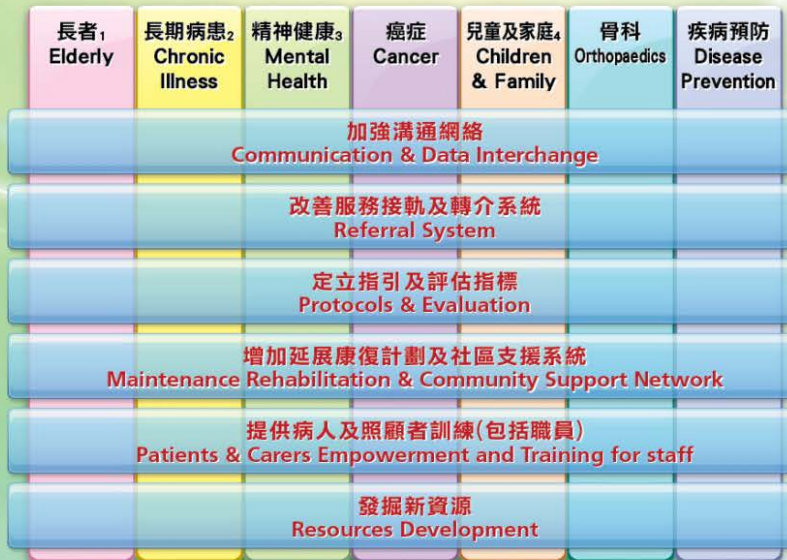 長者1
Elderly
長期病患2
Chronic
Illness
精神健康3
Mental
Health
癌症
Cancer
兒童及家庭4
Children
& Family
骨科
Orthopaedics
疾病預防
Disease
Prevention
加強溝通網絡
Communication & Data Interchange
改善服務接軌及轉介系統
Referral System
定立指引及評估指標
Protocols & Evaluation
增加延展康復計劃及社區支援系統
Maintenance Rehabilitation & Community Support Network
提供病人及照顧者訓練(包括職員)
Patients & Carers Empowerment and Training for staff
發掘新資源
Resources Development